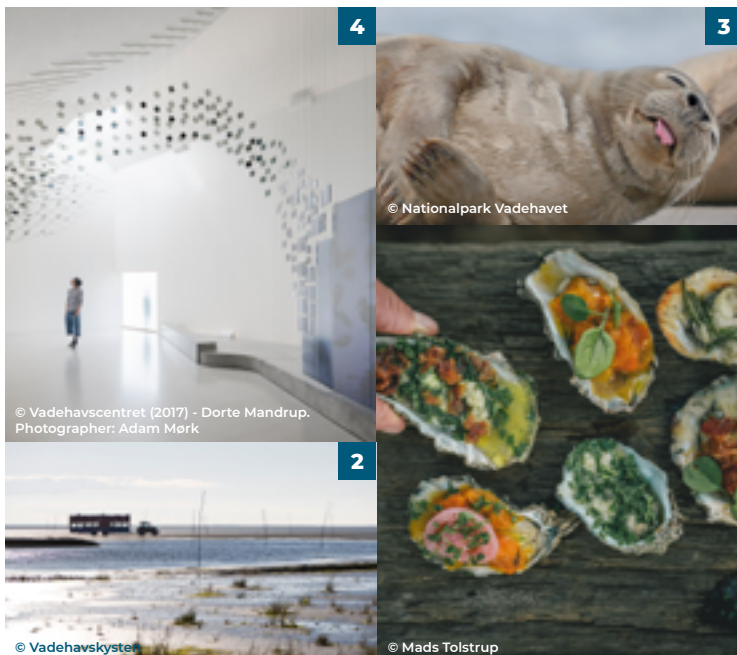 4
3
© Nationalpark Vadehavet
© Vadehavscentret (2017) - Dorte Mandrup.
Photographer: Adam Mørk
2
© Vadehavskysten
© Mads Tolstrup